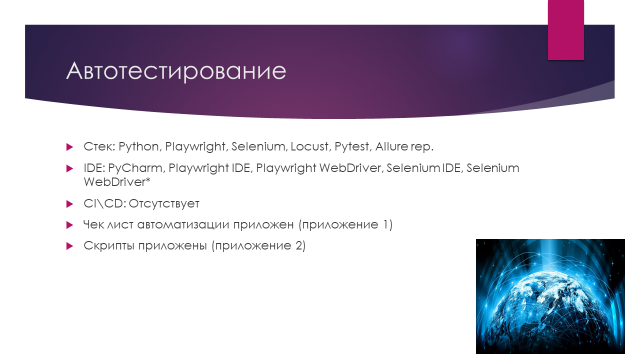 Автотестирование
Стек: Python, Playwright, Selenium, Locust, Pytest, Allure rep.
IDE: PyCharm, Playwright IDE, Playwright WebDriver, Selenium IDE, Selenium
WebDriver*
CI\CD: Отсутствует
Чек лист автоматизации приложен (приложение 1)
Скрипты приложены (приложение 2)